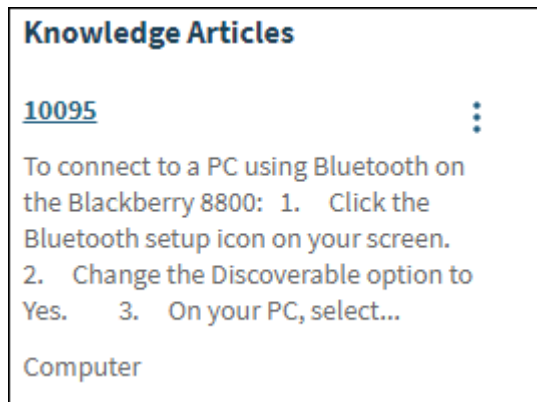 Knowledge Articles
10095
To connect to a PC using Bluetooth on
the Blackberry 8800:  1.    Click the
Bluetooth setup icon on your screen.
2.    Change the Discoverable option to
Yes.      3.    On your PC, select...
Computer